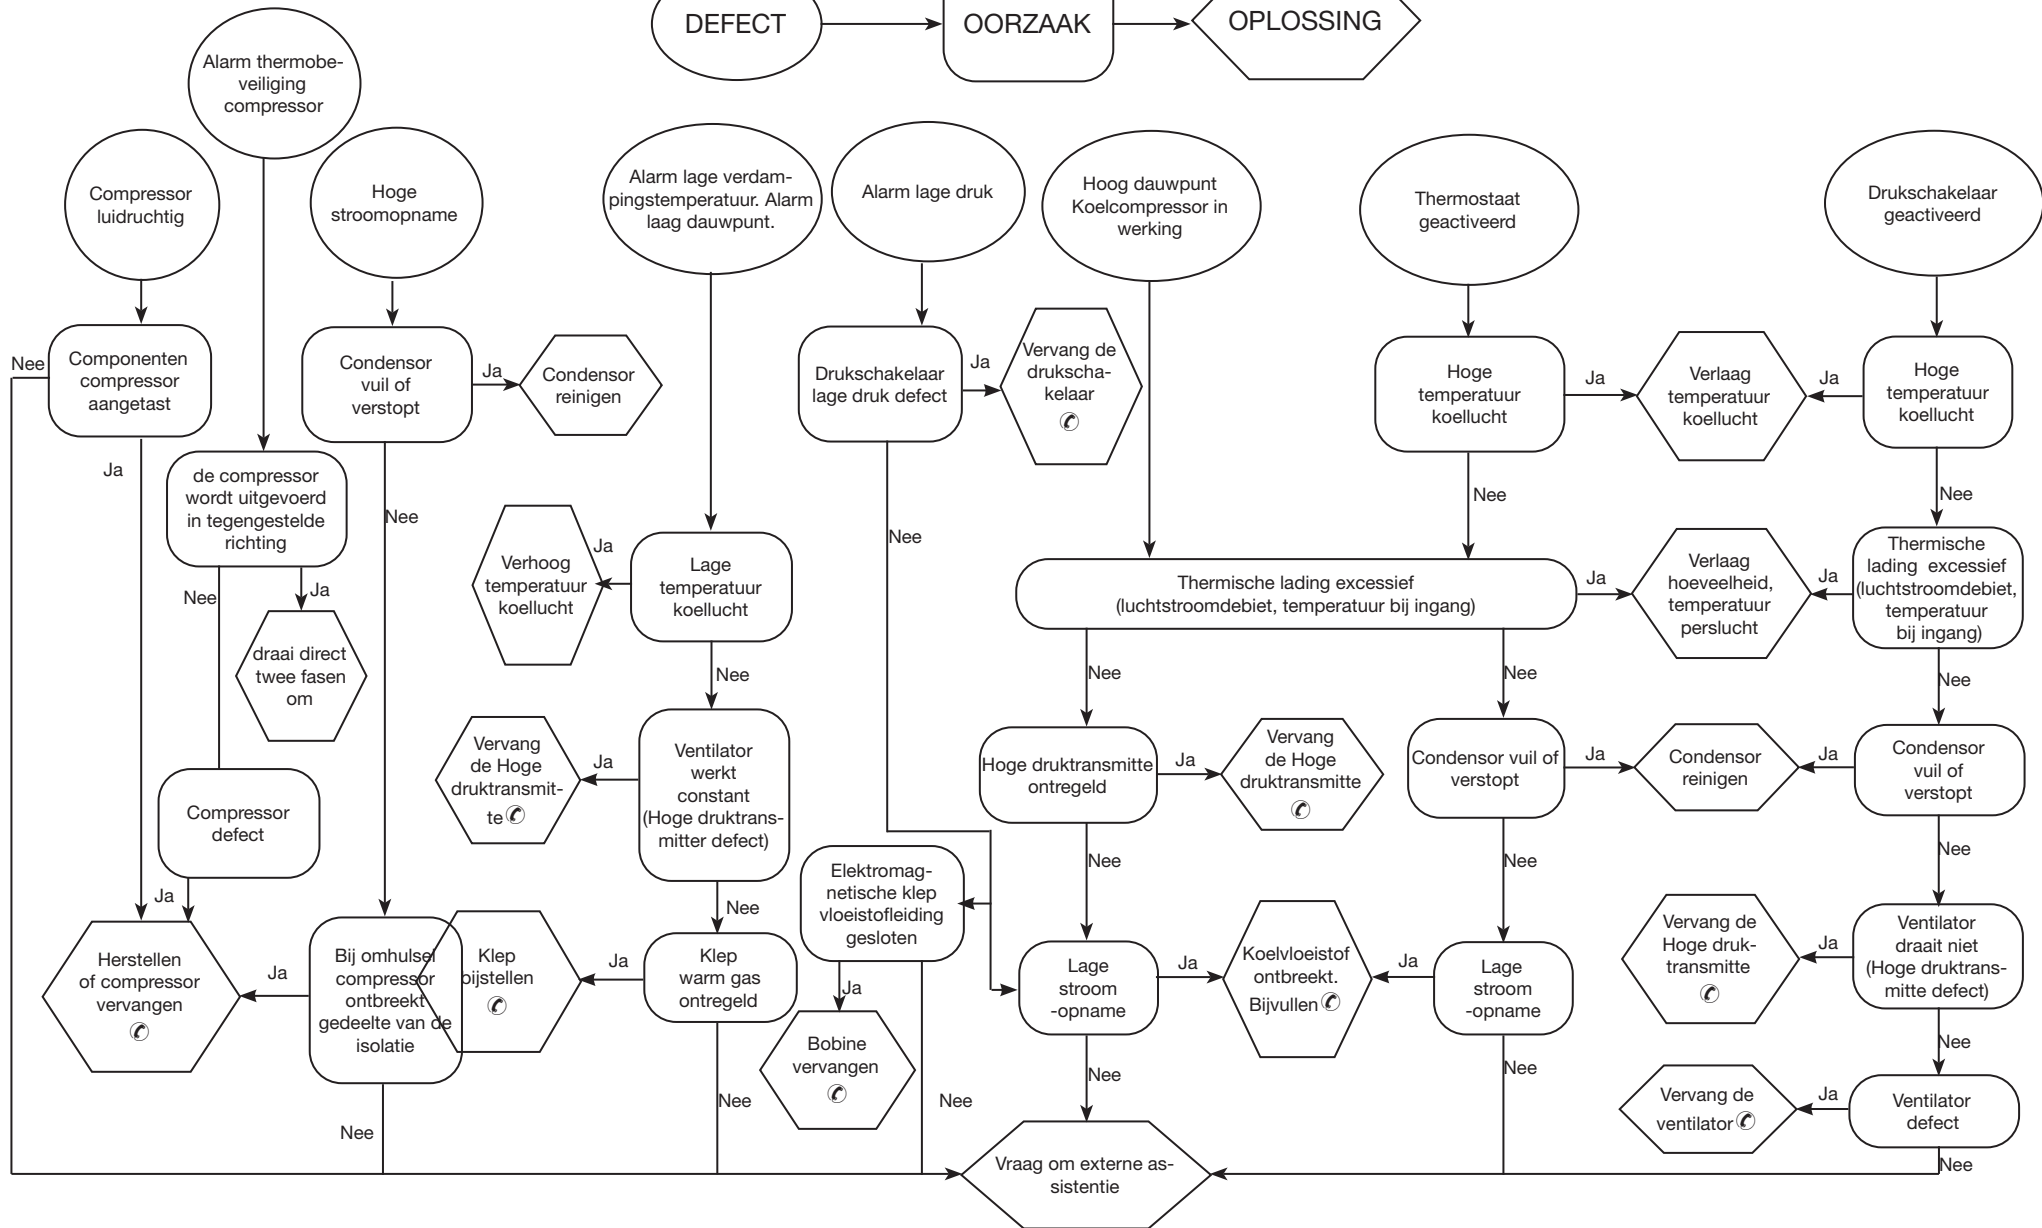 DEFECT
OORZAAK
OPLOSSING
Alarm thermobe-
veiliging
compressor
Compressor
luidruchtig
Hoge
stroomopname
Alarm lage verdam-
pingstemperatuur. Alarm
laag dauwpunt.
Alarm lage druk
Hoog dauwpunt
Koelcompressor in
werking
Thermostaat
geactiveerd
Drukschakelaar
geactiveerd
Nee
Componenten
compressor
aangetast
Ja
Condensor
vuil of
verstopt
Ja
Condensor
reinigen
Drukschakelaar
lage druk defect
Ja
Vervang de
drukscha-
kelaar
Hoge
temperatuur
koellucht
Ja
Verlaag
temperatuur
koellucht
Ja
Hoge
temperatuur
koellucht
de compressor
wordt uitgevoerd
in tegengestelde
richting
Nee
Nee
Nee
Nee
Nee
Ja
draai direct
twee fasen
om
Verhoog
temperatuur
koellucht
Ja
Lage
temperatuur
koellucht
Thermische lading excessief
(luchtstroomdebiet, temperatuur bij ingang)
Ja
Verlaag
hoeveelheid,
temperatuur
perslucht
Ja
Thermische
lading excessief
(luchtstroomdebiet,
temperatuur
bij ingang)
Nee
Nee
Nee
Nee
Vervang
de Hoge
druktransmit-
te
Ja
Ventilator
werkt
constant
(Hoge druktrans-
mitter defect)
Hoge druktransmitte
ontregeld
Ja
Vervang
de Hoge
druktransmitte
Condensor vuil of
verstopt
Ja
Condensor
reinigen
Ja
Condensor
vuil of
verstopt
Compressor
defect
Ja
Nee
Nee
Nee
Nee
Elektromag-
netische klep
vloeistofleiding
gesloten
Herstellen
of compressor
vervangen
Ja
Bij omhulsel
compressor
ontbreekt
gedeelte van de
isolatie
Klep
bijstellen
Ja
Klep
warm gas
ontregeld
Ja
Bobine
vervangen
Lage
stroom
-opname
Ja
Koelvloeistof
ontbreekt.
Bijvullen
Ja
Lage
stroom
-opname
Vervang de
Hoge druk-
transmitte
Ja
Ventilator
draait niet
(Hoge druktrans-
mitte defect)
Nee
Nee
Nee
Nee
Nee
Nee
Vervang de
ventilator
Ja
Ventilator
defect
Vraag om externe as-
sistentie
Nee